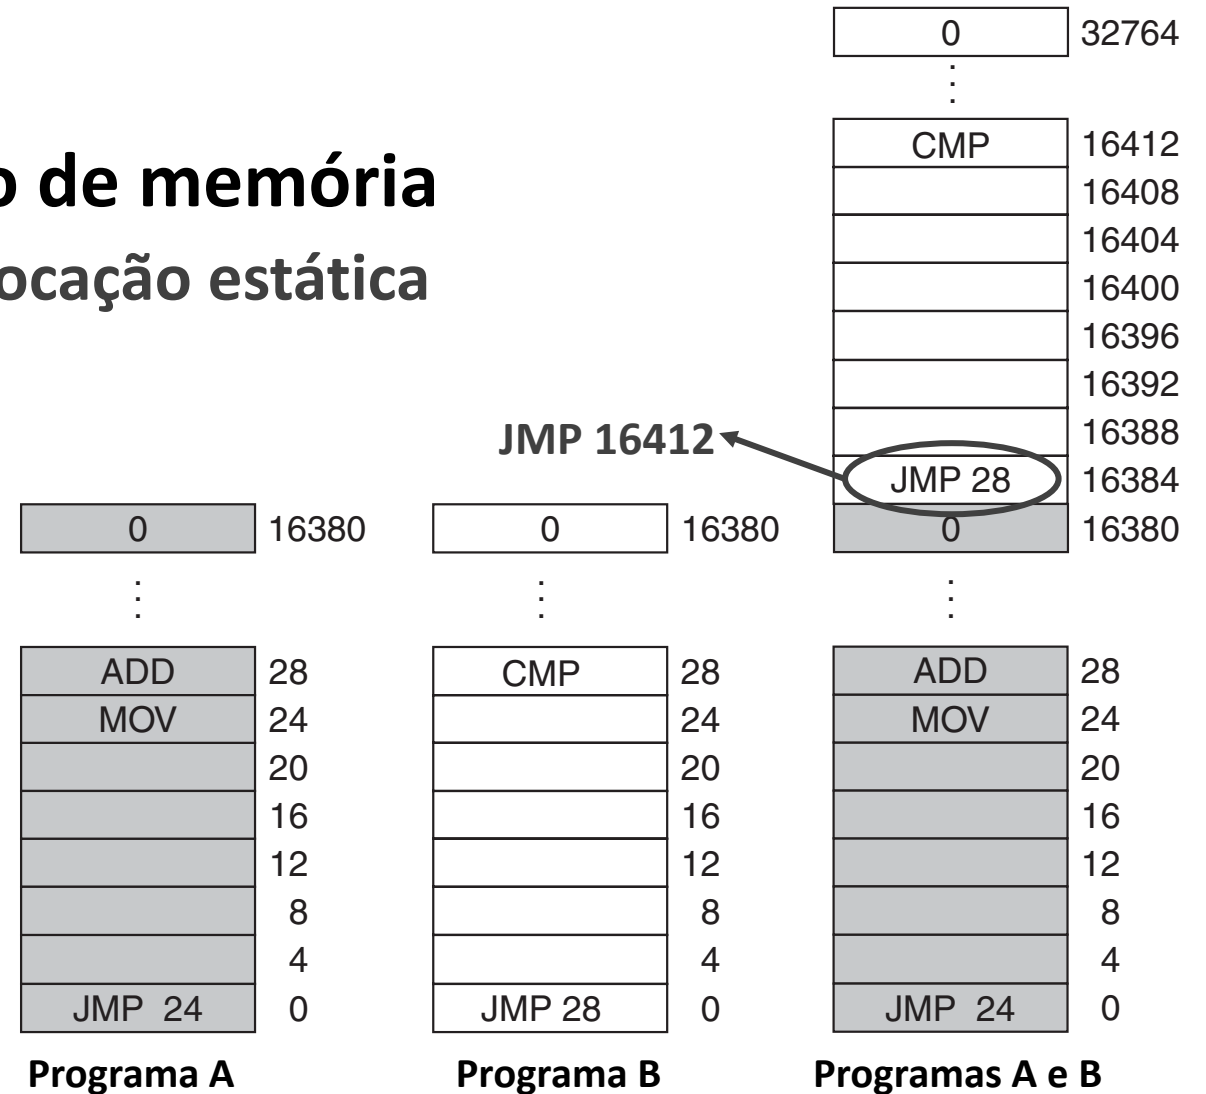 0 32764
o de memória
ocação estática
CMP 16412
16408
16404
16400
16396
16392
16388
JMP 28 16384
0 16380
JMP 16412
0 16380
ADD 28
MOV 24
20
16
12
8
4
JMP 24 0
Programa A
0 16380
CMP 28
24
20
16
12
8
4
JMP 28 0
Programa B
ADD 28
MOV 24
20
16
12
8
4
JMP 24 0
Programas A e B